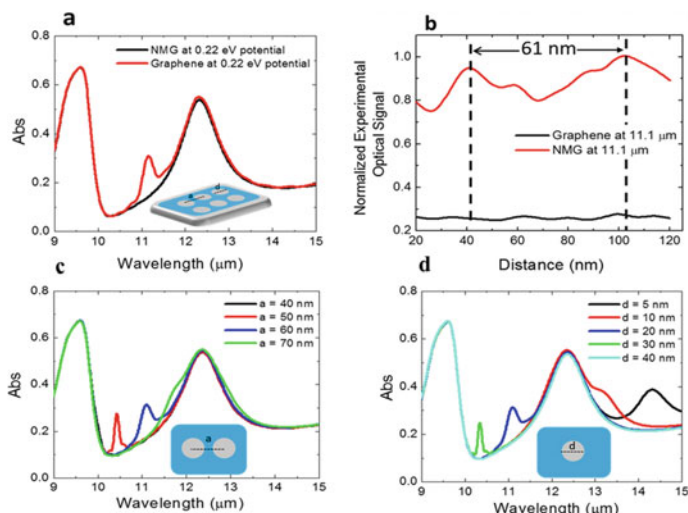 a
NMG at 0.22 eV potential
Graphene at 0.22 eV potential
a
d
Abs
0.8
0.6
0.4
0.2
0.0
9 10 11 12 13 14 15
Wavelength (μm)
b
61 nm
Graphene at 11.1 μm
NMG at 11.1 μm
Normalized Experimental
Optical Signal
1.2
1.0
0.8
0.6
0.4
0.2
20 40 60 80 100 120
Distance (nm)
c
a = 40 nm
a = 50 nm
a = 60 nm
a = 70 nm
a
Abs
0.8
0.6
0.4
0.2
0.0
9 10 11 12 13 14 15
Wavelength (μm)
d
d = 5 nm
d = 10 nm
d = 20 nm
d = 30 nm
d = 40 nm
d
Abs
0.8
0.6
0.4
0.2
0.0
9 10 11 12 13 14 15
Wavelength (μm)